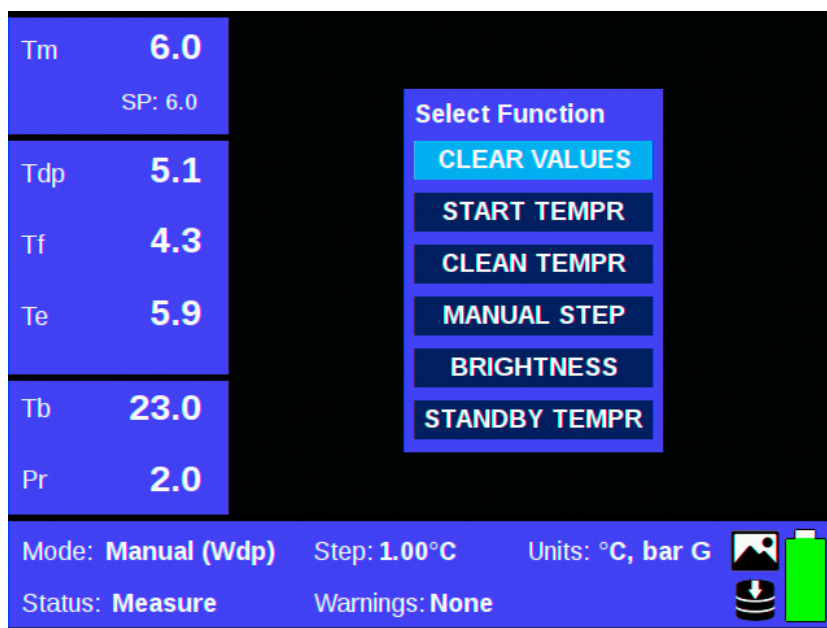 Tm 6.0
SP: 6.0
Tdp 5.1
Tf 4.3
Te 5.9
Tb 23.0
Pr 2.0
Select Function
CLEAR VALUES
START TEMPR
CLEAN TEMPR
MANUAL STEP
BRIGHTNESS
STANDBY TEMPR
Mode: Manual (Wdp) Step: 1.00°C Units: °C, bar G
Status: Measure Warnings: None